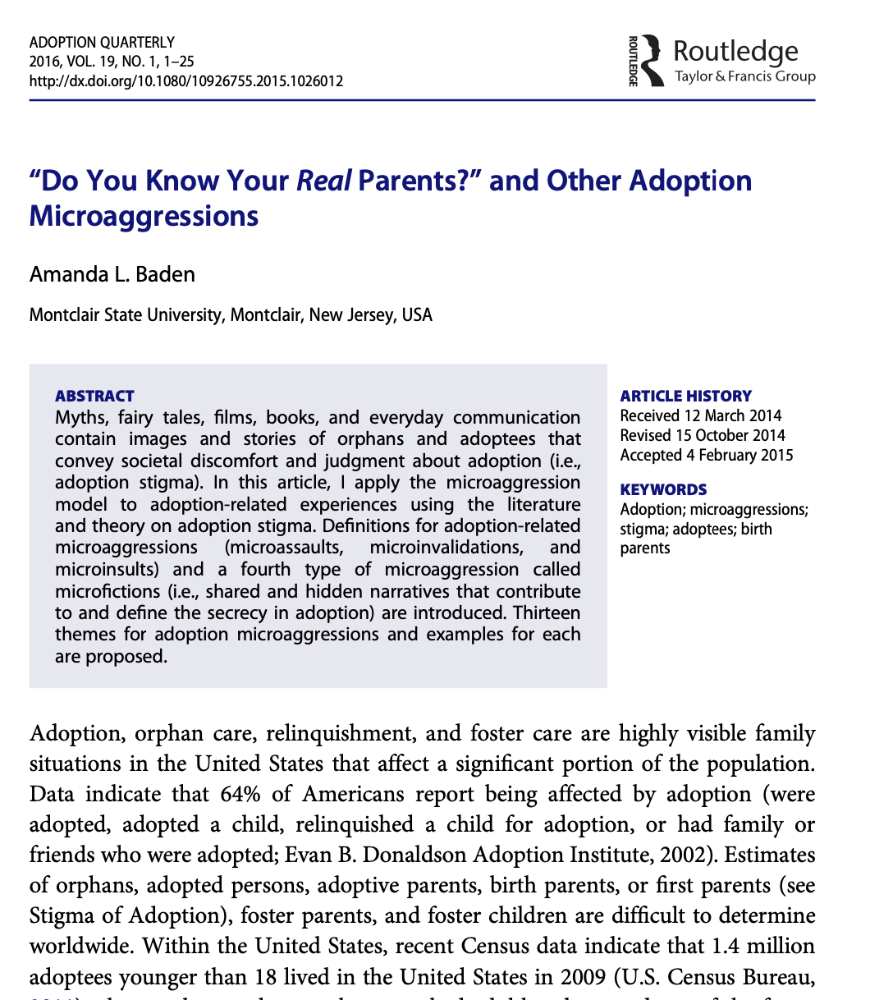 ADOPTION QUARTERLY
2016, VOL. 19, NO. 1, 1–25
http://dx.doi.org/10.1080/10926755.2015.1026012
ROUTLEDGE
Routledge
Taylor & Francis Group
“Do You Know Your Real Parents?” and Other Adoption
Microaggressions
Amanda L. Baden
Montclair State University, Montclair, New Jersey, USA
ABSTRACT
Myths, fairy tales, films, books, and everyday communication
contain images and stories of orphans and adoptees that
convey societal discomfort and judgment about adoption (i.e.,
adoption stigma). In this article, I apply the microaggression
model to adoption-related experiences using the literature
and theory on adoption stigma. Definitions for adoption-related
microaggressions (microassaults, microinvalidations, and
microinsults) and a fourth type of microaggression called
microfictions (i.e., shared and hidden narratives that contribute
to and define the secrecy in adoption) are introduced. Thirteen
themes for adoption microaggressions and examples for each
are proposed.
ARTICLE HISTORY
Received 12 March 2014
Revised 15 October 2014
Accepted 4 February 2015
KEYWORDS
Adoption; microaggressions;
stigma; adoptees; birth
parents
Adoption, orphan care, relinquishment, and foster care are highly visible family
situations in the United States that affect a significant portion of the population.
Data indicate that 64% of Americans report being affected by adoption (were
adopted, adopted a child, relinquished a child for adoption, or had family or
friends who were adopted; Evan B. Donaldson Adoption Institute, 2002). Estimates
of orphans, adopted persons, adoptive parents, birth parents, or first parents (see
Stigma of Adoption), foster parents, and foster children are difficult to determine
worldwide. Within the United States, recent Census data indicate that 1.4 million
adoptees younger than 18 lived in the United States in 2009 (U.S. Census Bureau,